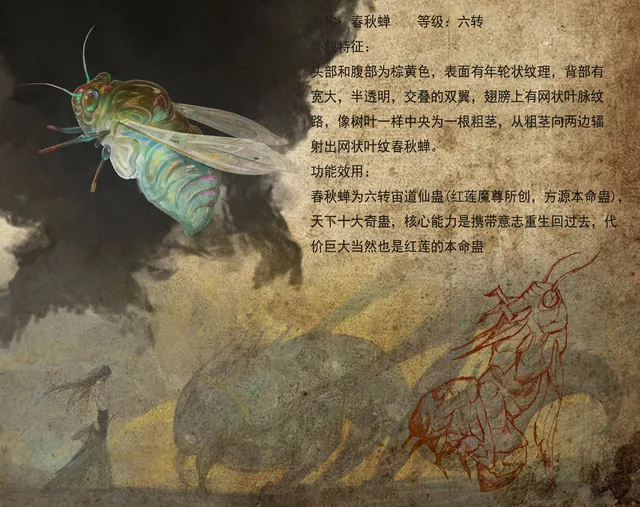 名称：春秋蝉　　等级：六转
外貌特征：
头部和腹部为棕黄色，表面有年轮状纹理，背部有
宽大，半透明，交叠的双翼，翅膀上有网状叶脉纹
路，像树叶一样中央为一根粗茎，从粗茎向两边辐
射出网状叶纹春秋蝉。
功能效用：
春秋蝉为六转宙道仙蛊(红莲魔尊所创，方源本命蛊)，
天下十大奇蛊，核心能力是携带意志重生回过去，代
价巨大当然也是红莲的本命蛊